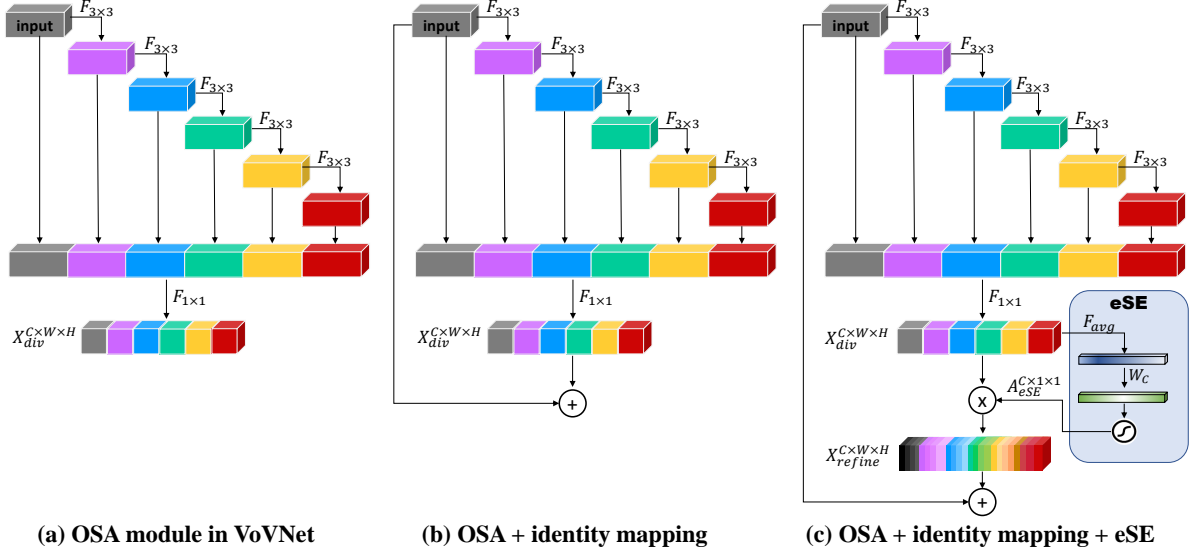 input
F3×3
F3×3
F3×3
F3×3
F3×3
F1×1
X_div^C×W×H
(a) OSA module in VoVNet
input
F3×3
F3×3
F3×3
F3×3
F3×3
F1×1
X_div^C×W×H
+
(b) OSA + identity mapping
input
F3×3
F3×3
F3×3
F3×3
F3×3
F1×1
eSE
X_div^C×W×H
F_avg
W_C
A_eSE^C×1×1
x
X_refine^C×W×H
+
(c) OSA + identity mapping + eSE